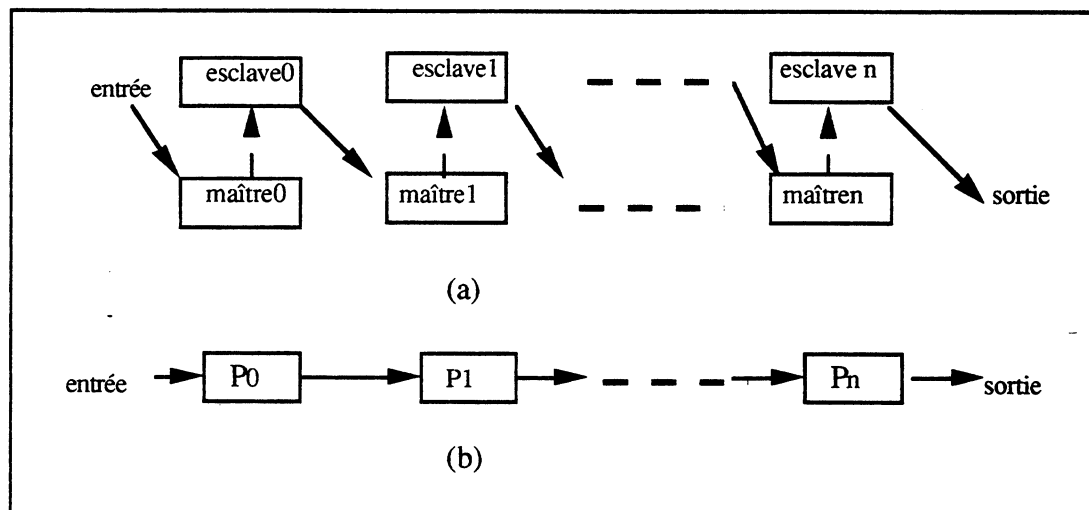 esclave0 esclave1 esclave n
entrée
maître0 maître1 maîtren sortie
(a)
entrée P0 P1 Pn sortie
(b)